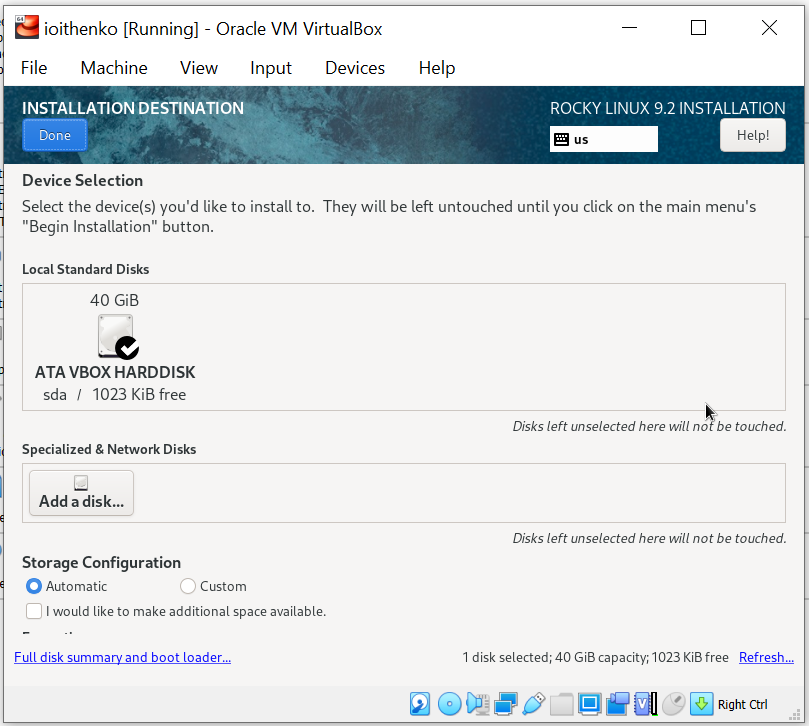 ioithenko [Running] - Oracle VM VirtualBox
File Machine View Input Devices Help
INSTALLATION DESTINATION
ROCKY LINUX 9.2 INSTALLATION
Done
us
Help!
Device Selection
Select the device(s) you'd like to install to. They will be left untouched until you click on the main menu's
"Begin Installation" button.
Local Standard Disks
40 GiB
ATA VBOX HARDDISK
sda / 1023 KiB free
Disks left unselected here will not be touched.
Specialized & Network Disks
Add a disk...
Disks left unselected here will not be touched.
Storage Configuration
Automatic Custom
I would like to make additional space available.
Full disk summary and boot loader...
1 disk selected; 40 GiB capacity; 1023 KiB free Refresh...
Right Ctrl